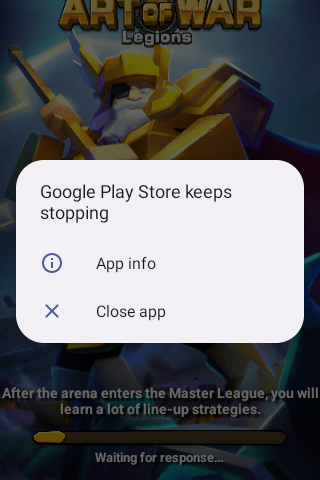 ART OF WAR
Legions
Google Play Store keeps
stopping
App info
Close app
After the arena enters the Master League, you will
learn a lot of line-up strategies.
Waiting for response...